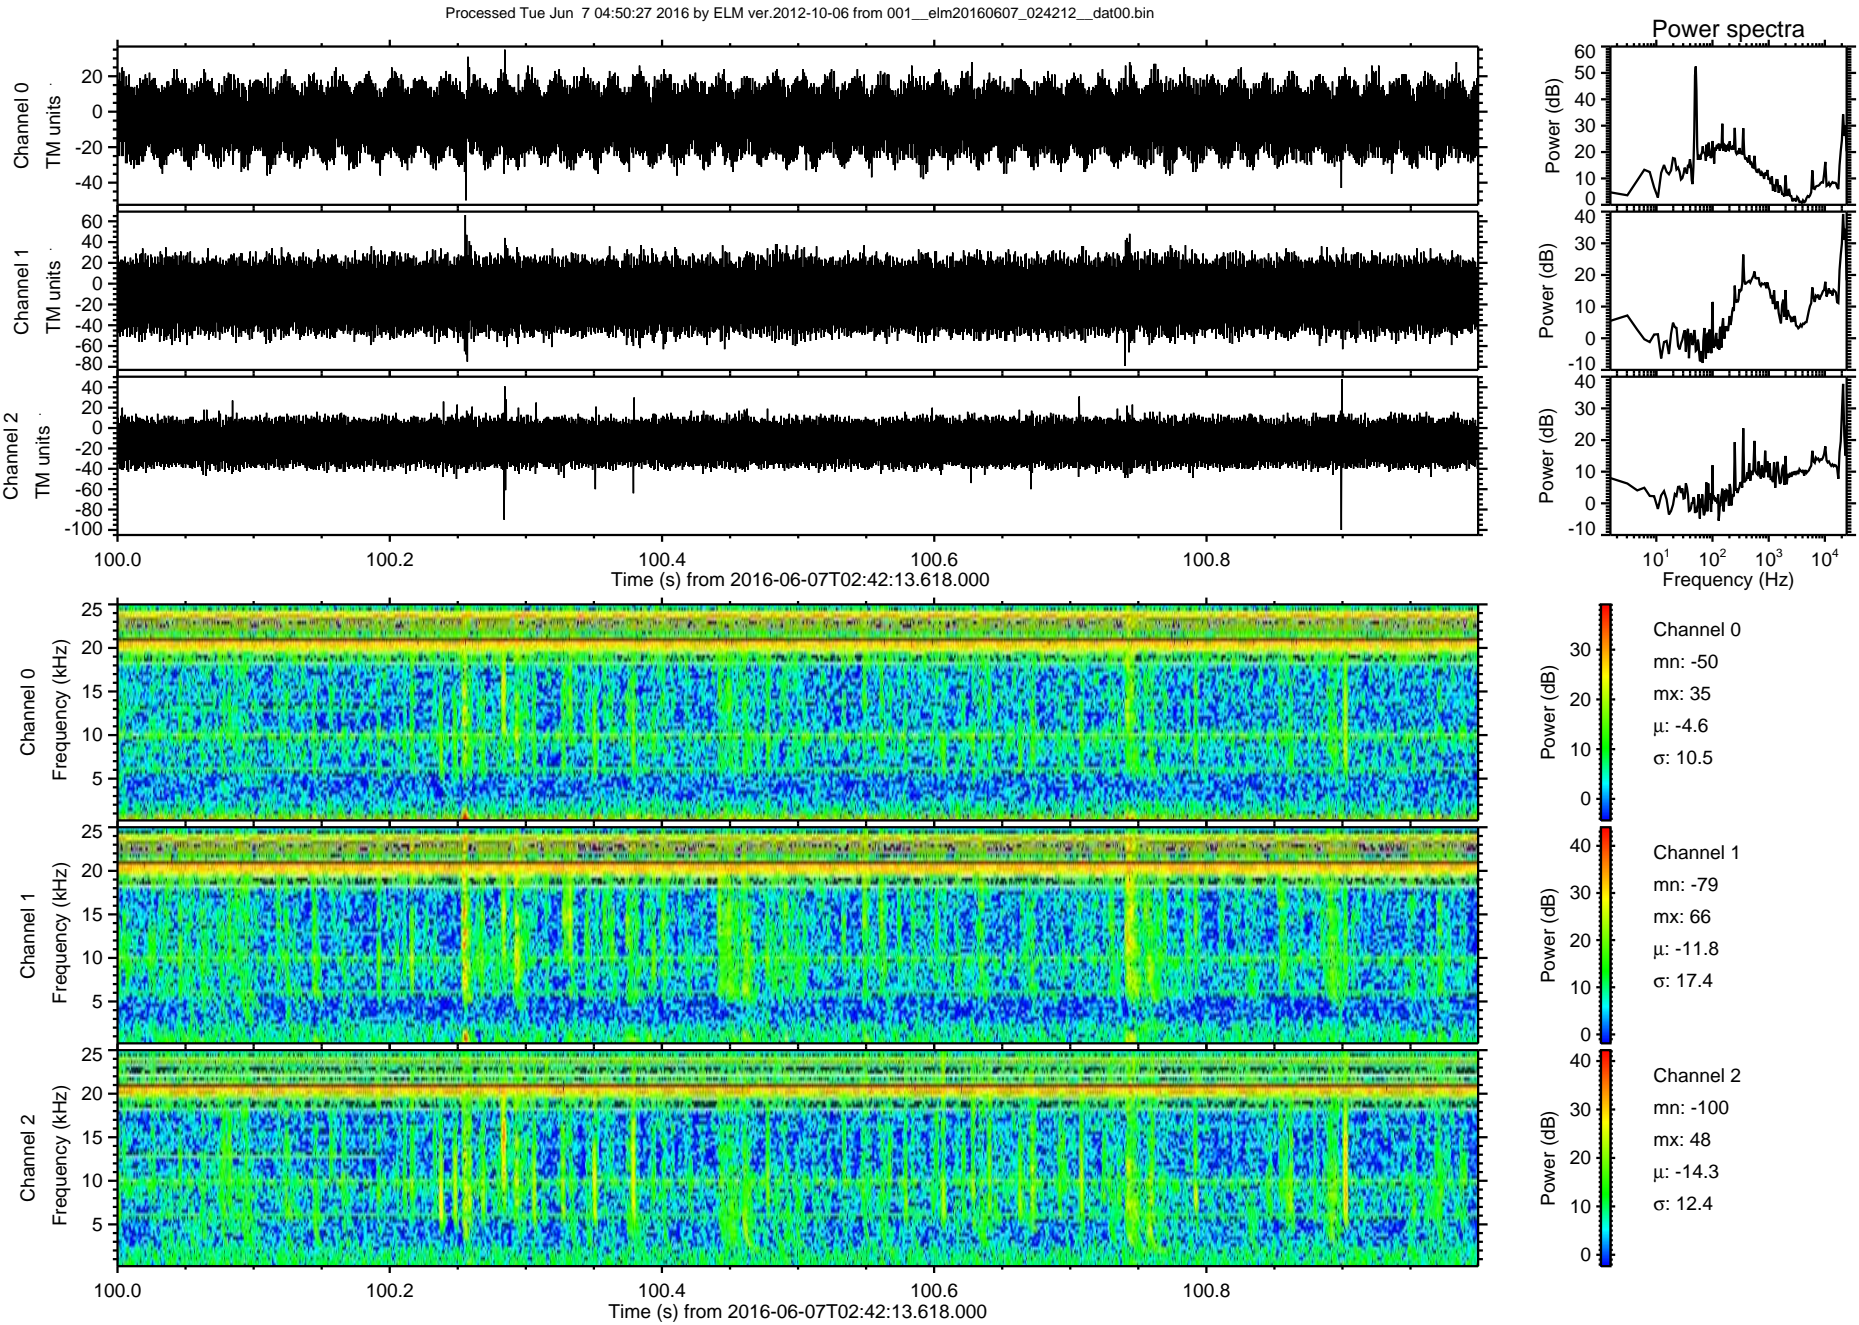 Processed Tue Jun 7 04:50:27 2016 by ELM ver.2012-10-06 from 001__elm20160607_024212__dat00.bin
Power spectra
Channel 0
TM units
20
0
-20
-40
Power (dB)
60
50
40
30
20
10
0
Channel 1
TM units
60
40
20
0
-20
-40
-60
-80
Power (dB)
40
30
20
10
0
-10
Channel 2
TM units
40
20
0
-20
-40
-60
-80
-100
Power (dB)
40
30
20
10
0
-10
100.0 100.2 100.4 100.6 100.8
Time (s) from 2016-06-07T02:42:13.618.000
10¹ 10² 10³ 10⁴
Frequency (Hz)
Channel 0
Frequency (kHz)
25
20
15
10
5
Power (dB)
30
20
10
0
Channel 0
mn: -50
mx: 35
μ: -4.6
σ: 10.5
Channel 1
Frequency (kHz)
25
20
15
10
5
Power (dB)
40
30
20
10
0
Channel 1
mn: -79
mx: 66
μ: -11.8
σ: 17.4
Channel 2
Frequency (kHz)
25
20
15
10
5
Power (dB)
40
30
20
10
0
Channel 2
mn: -100
mx: 48
μ: -14.3
σ: 12.4
100.0 100.2 100.4 100.6 100.8
Time (s) from 2016-06-07T02:42:13.618.000